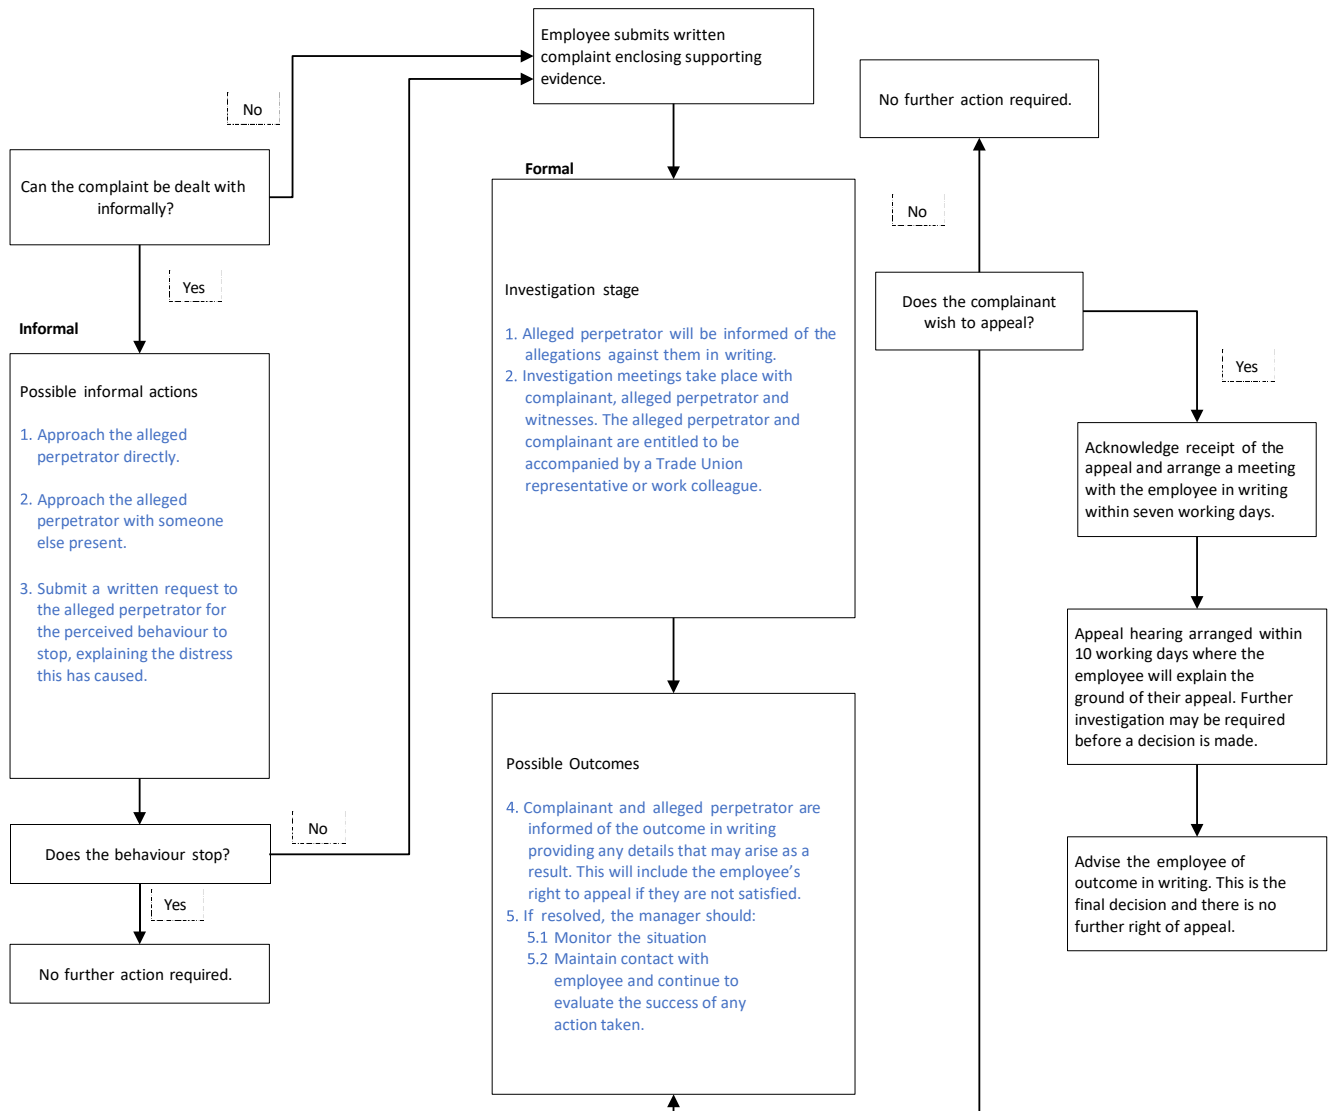 Employee submits written
complaint enclosing supporting
evidence.
No further action required.
No
Can the complaint be dealt with
informally?
Formal
No
Yes
Investigation stage
Does the complainant
wish to appeal?
Informal
1. Alleged perpetrator will be informed of the
allegations against them in writing.
2. Investigation meetings take place with
complainant, alleged perpetrator and
witnesses. The alleged perpetrator and
complainant are entitled to be
accompanied by a Trade Union
representative or work colleague.
Yes
Possible informal actions
1. Approach the alleged
perpetrator directly.
2. Approach the alleged
perpetrator with someone
else present.
3. Submit a written request to
the alleged perpetrator for
the perceived behaviour to
stop, explaining the distress
this has caused.
Acknowledge receipt of the
appeal and arrange a meeting
with the employee in writing
within seven working days.
Appeal hearing arranged within
10 working days where the
employee will explain the
ground of their appeal. Further
investigation may be required
before a decision is made.
Possible Outcomes
4. Complainant and alleged perpetrator are
informed of the outcome in writing
providing any details that may arise as a
result. This will include the employee’s
right to appeal if they are not satisfied.
5. If resolved, the manager should:
5.1 Monitor the situation
5.2 Maintain contact with
employee and continue to
evaluate the success of any
action taken.
No
Does the behaviour stop?
Yes
No further action required.
Advise the employee of
outcome in writing. This is the
final decision and there is no
further right of appeal.